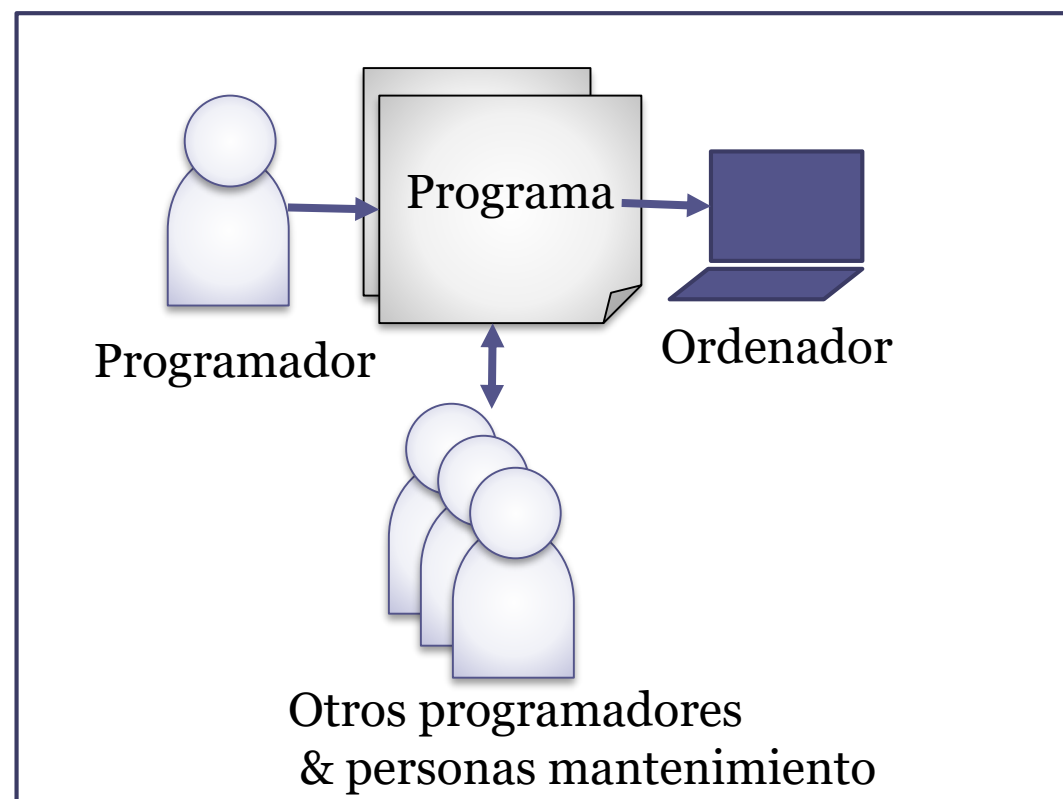 Programa
Programador
Ordenador
Otros programadores
& personas mantenimiento